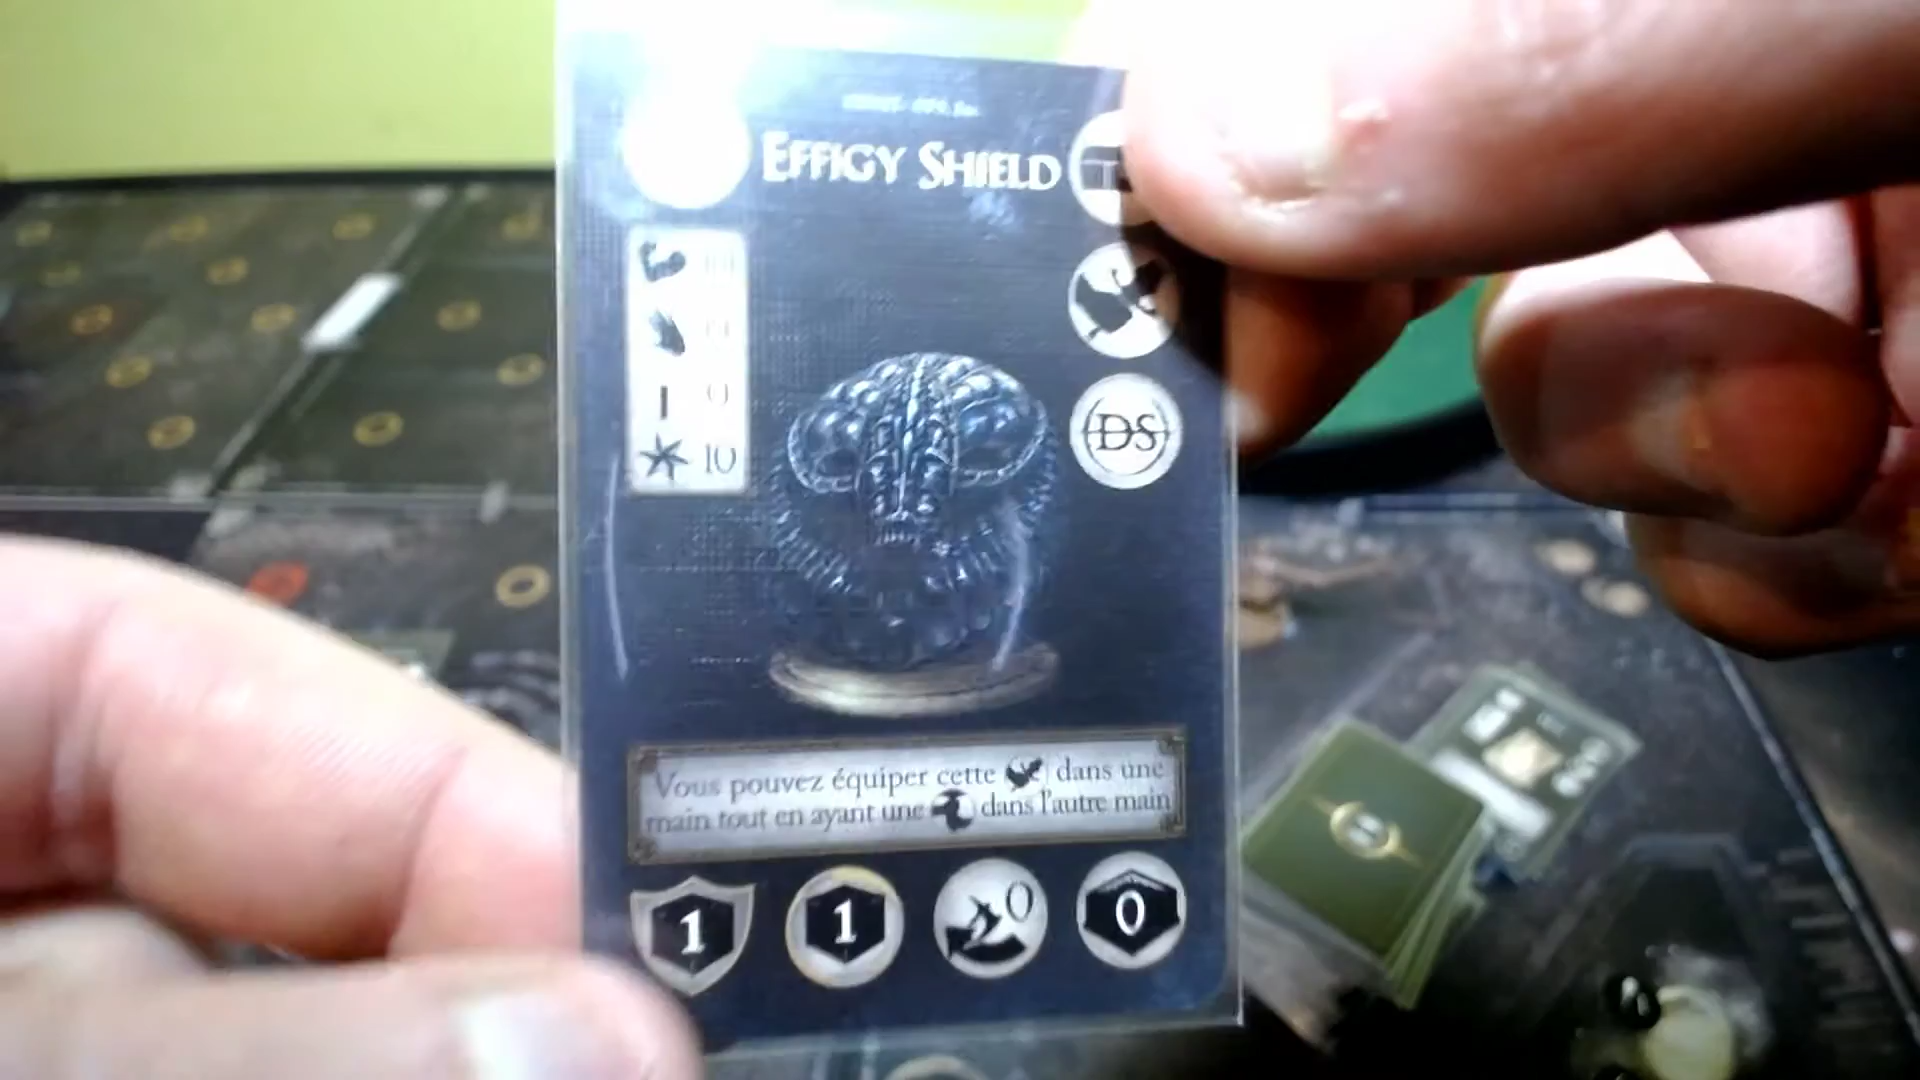 EFFIGY SHIELD
0
10
DS
Vous pouvez équiper cette dans une
main tout en ayant une dans l'autre main
1 1 0 0